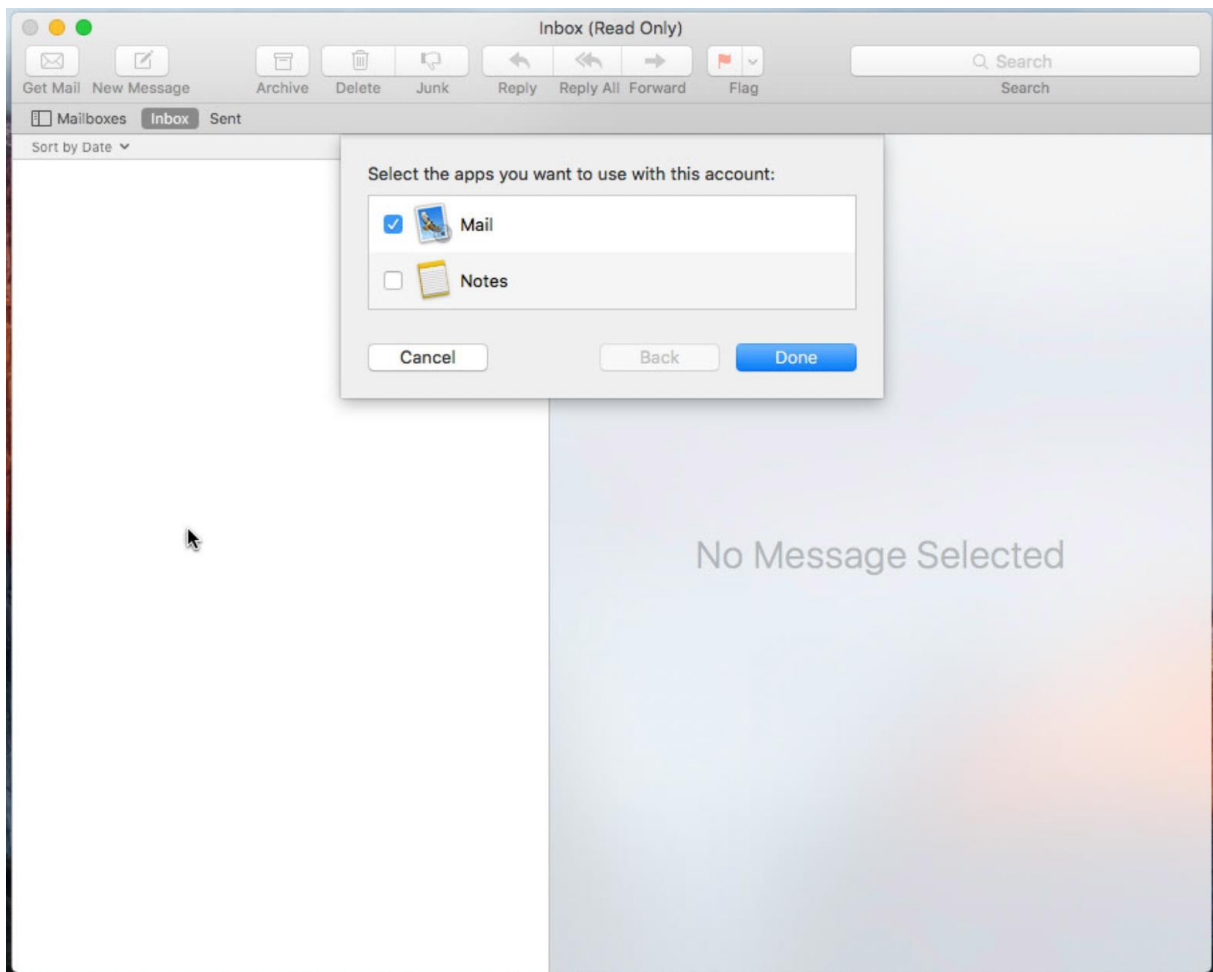 Inbox (Read Only)
Search
Get Mail New Message Archive Delete Junk Reply Reply All Forward Flag Search
Mailboxes Inbox Sent
Sort by Date
Select the apps you want to use with this account:
Mail
Notes
Cancel Back Done
No Message Selected